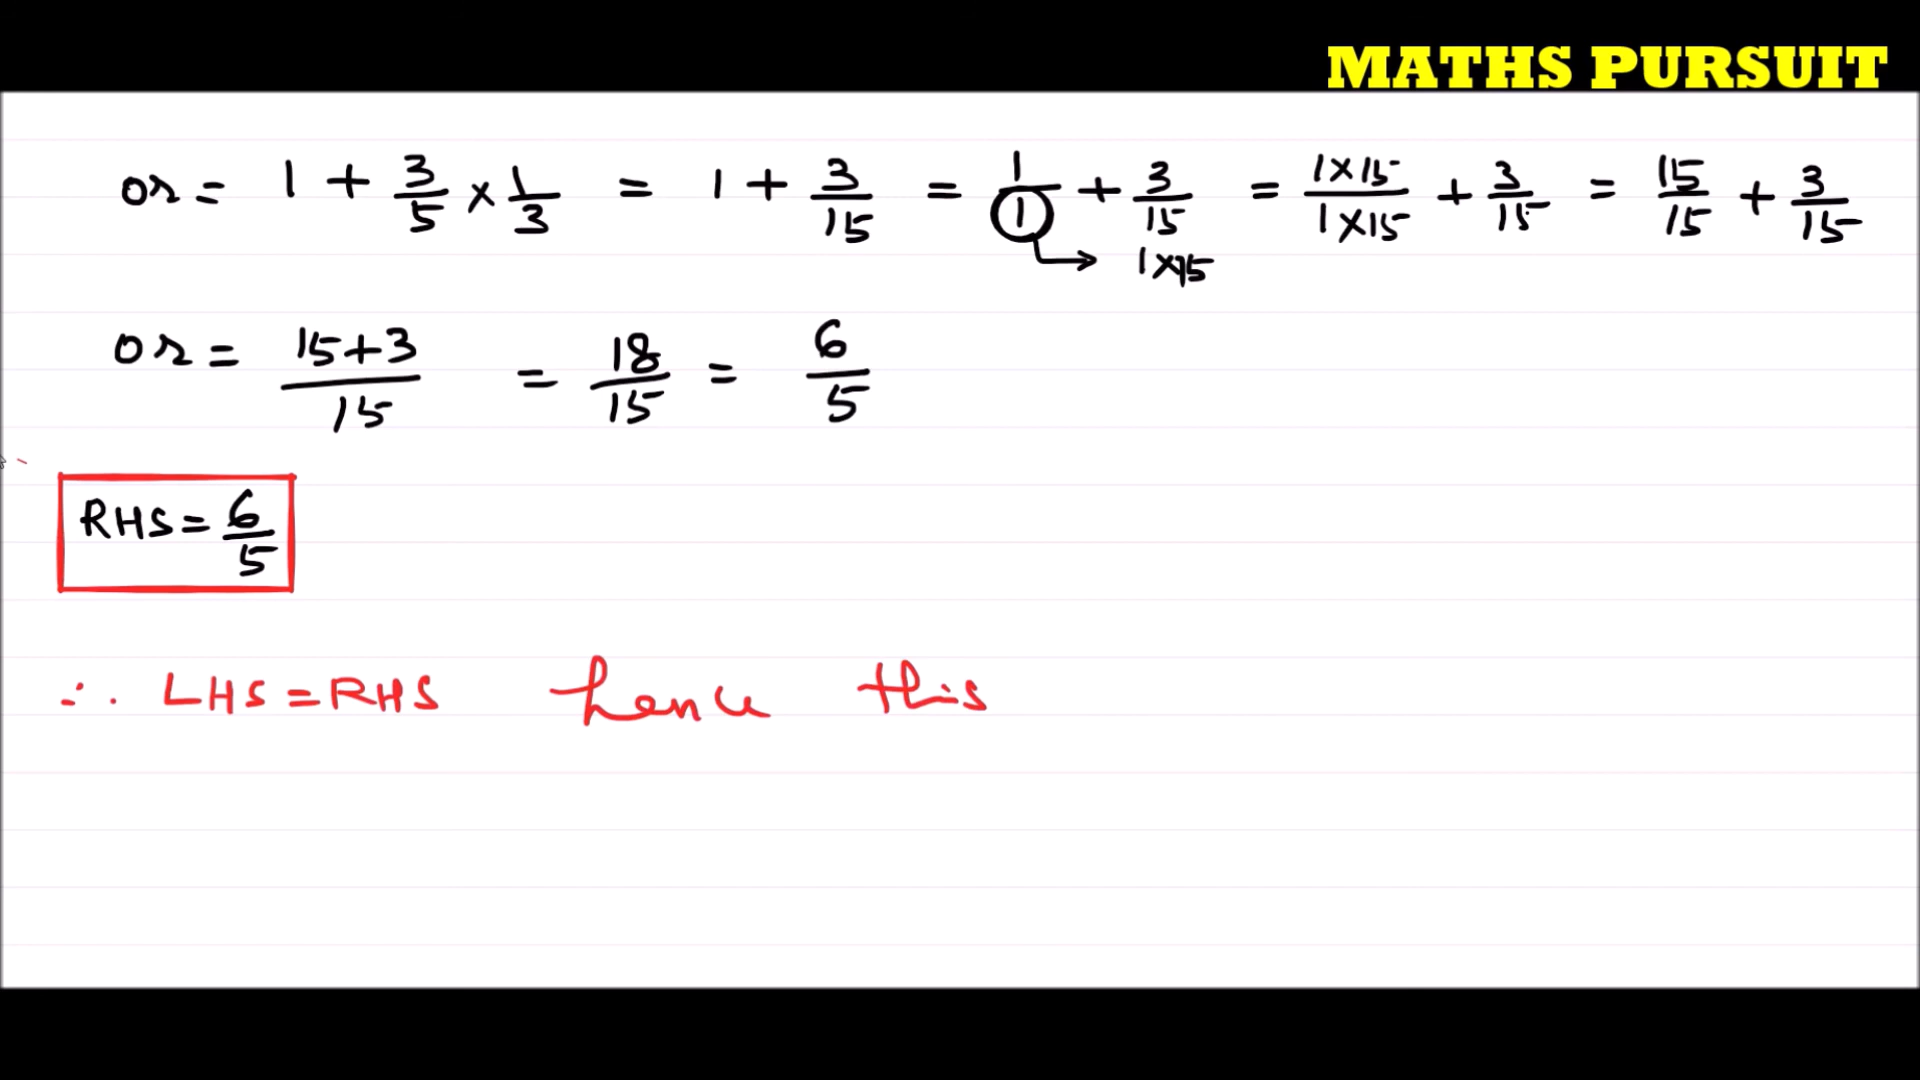 MATHS PURSUIT
or = 1 + 3/5 × 1/3 = 1 + 3/15 = 1/1 + 3/15 = 1×15/1×15 + 3/15 = 15/15 + 3/15
1×15
or = 15+3/15 = 18/15 = 6/5
RHS = 6/5
∴ LHS = RHS hence this